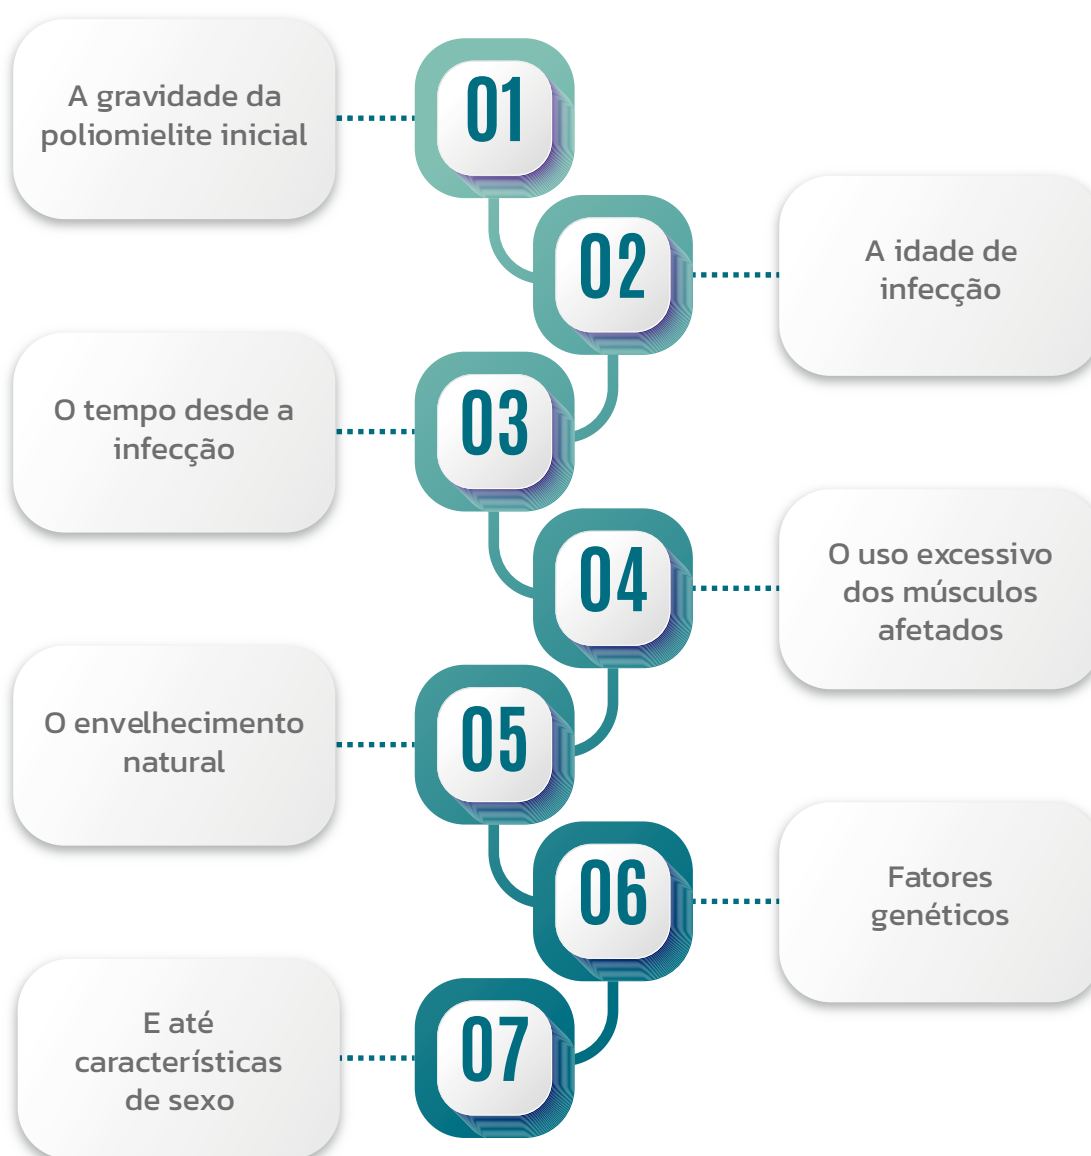 01
A gravidade da
poliomielite inicial
02
A idade de
infecção
03
O tempo desde a
infecção
04
O uso excessivo
dos músculos
afetados
05
O envelhecimento
natural
06
Fatores
genéticos
07
E até
características
de sexo